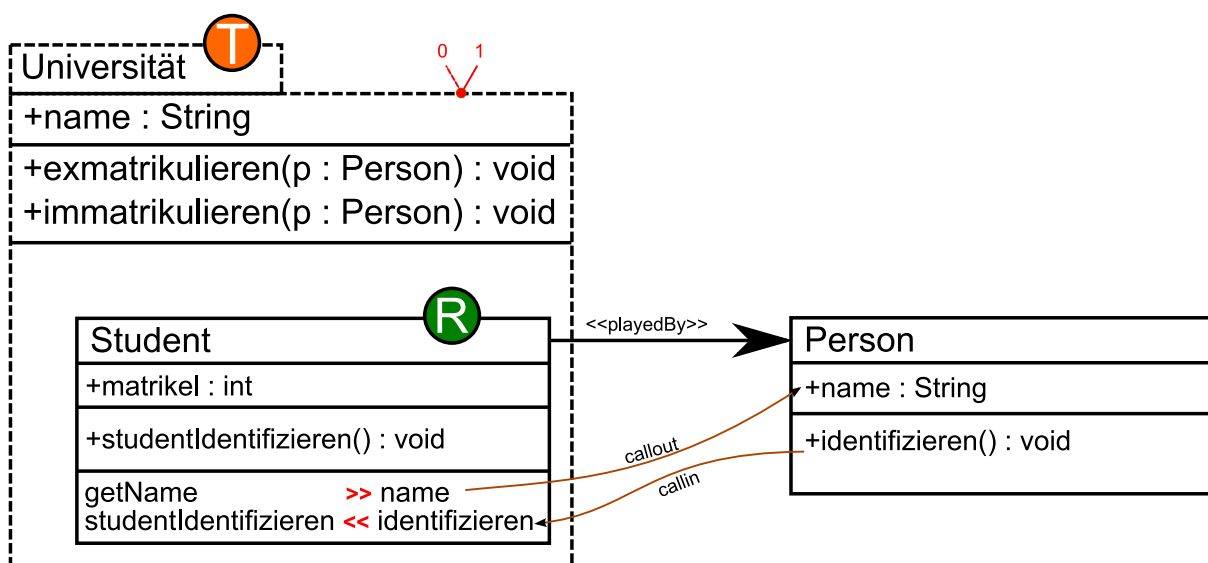 T
Universität
0 1
+name : String
+exmatrikulieren(p : Person) : void
+immatrikulieren(p : Person) : void
R
Student
+matrikel : int
+studentIdentifizieren() : void
getName >> name
studentIdentifizieren << identifizieren
<<playedBy>>
callout
callin
Person
+name : String
+identifizieren() : void